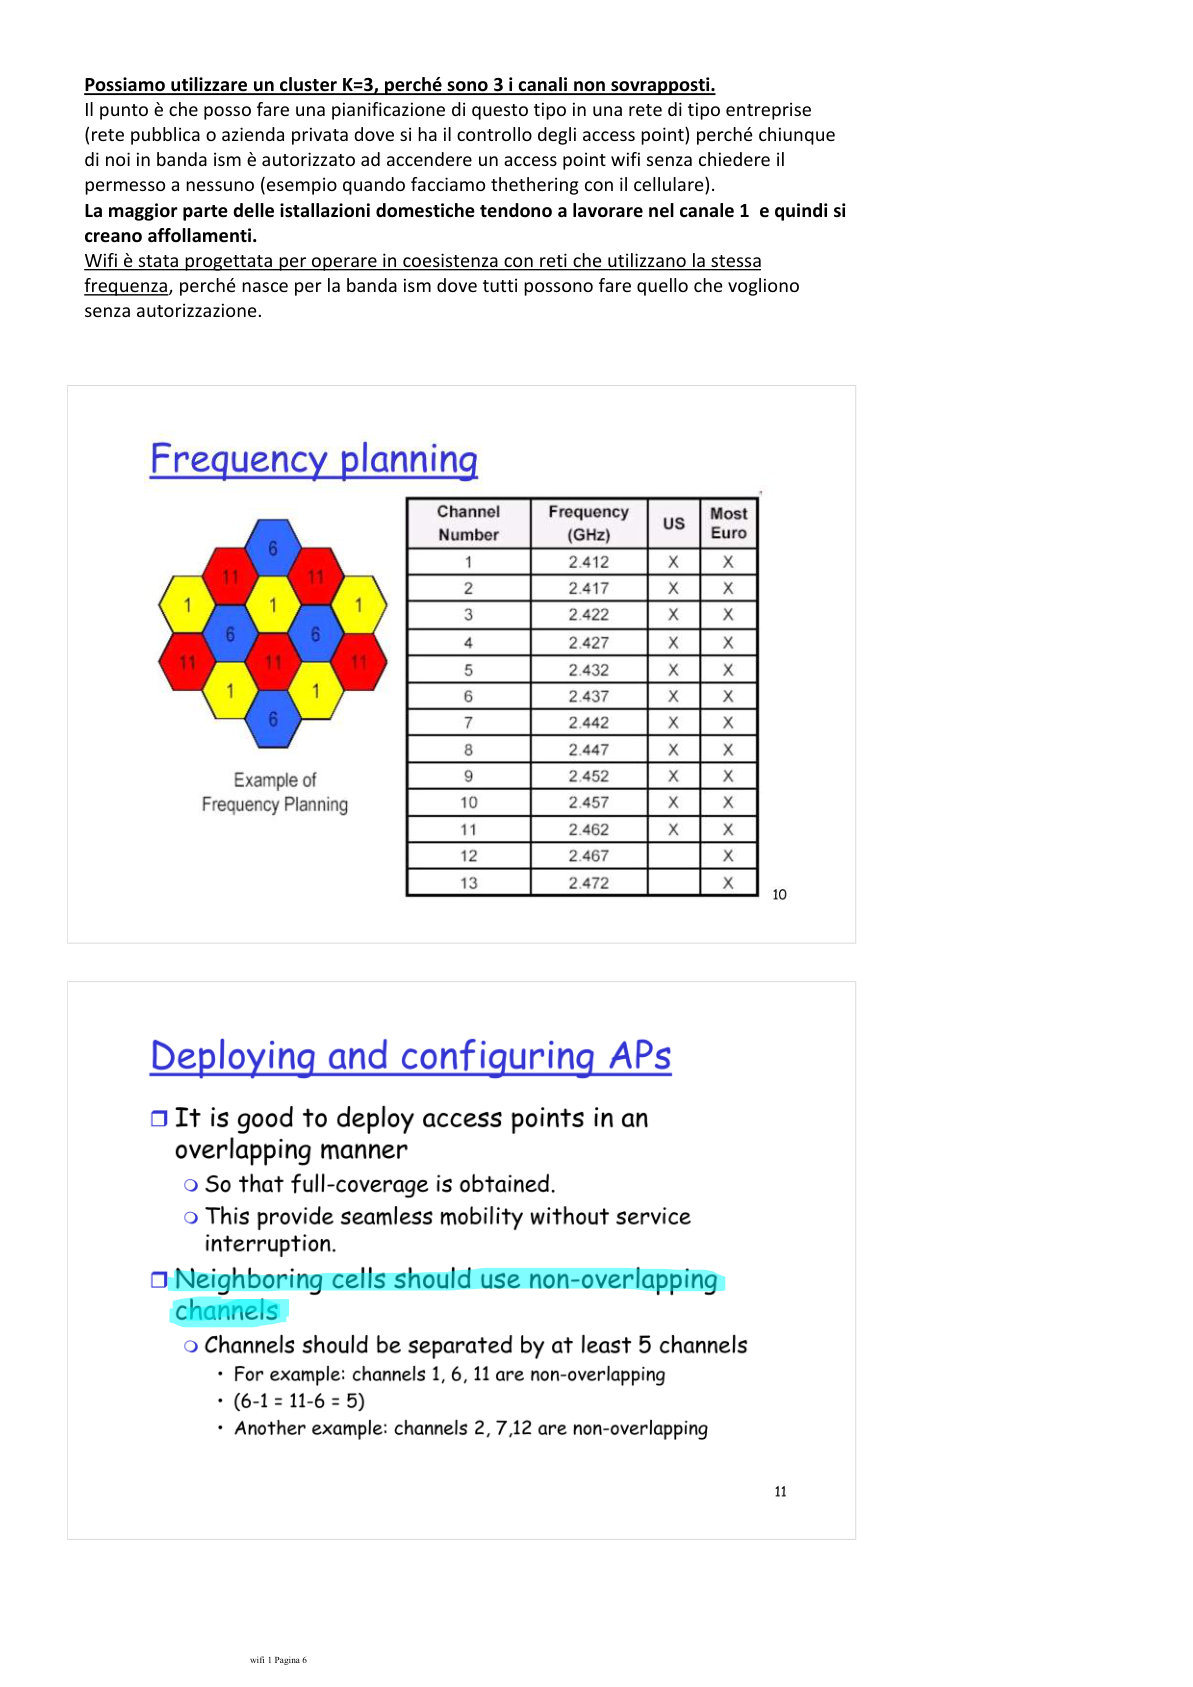 Possiamo utilizzare un cluster K=3, perché sono 3 i canali non sovrapposti.
Il punto è che posso fare una pianificazione di questo tipo in una rete di tipo entreprise
(rete pubblica o azienda privata dove si ha il controllo degli access point) perché chiunque
di noi in banda ism è autorizzato ad accendere un access point wifi senza chiedere il
permesso a nessuno (esempio quando facciamo thethering con il cellulare).
La maggior parte delle istallazioni domestiche tendono a lavorare nel canale 1  e quindi si
creano affollamenti.
Wifi è stata progettata per operare in coesistenza con reti che utilizzano la stessa
frequenza, perché nasce per la banda ism dove tutti possono fare quello che vogliono
senza autorizzazione.
Frequency planning
6
11 11
1 1 1
6 6
11 11 11
1 1
6
Example of
Frequency Planning
Channel Number Frequency (GHz) US Most Euro
1 2.412 X X
2 2.417 X X
3 2.422 X X
4 2.427 X X
5 2.432 X X
6 2.437 X X
7 2.442 X X
8 2.447 X X
9 2.452 X X
10 2.457 X X
11 2.462 X X
12 2.467 X
13 2.472 X
10
Deploying and configuring APs
It is good to deploy access points in an
overlapping manner
So that full-coverage is obtained.
This provide seamless mobility without service
interruption.
Neighboring cells should use non-overlapping
channels
Channels should be separated by at least 5 channels
• For example: channels 1, 6, 11 are non-overlapping
• (6-1 = 11-6 = 5)
• Another example: channels 2, 7,12 are non-overlapping
11
wifi 1 Pagina 6